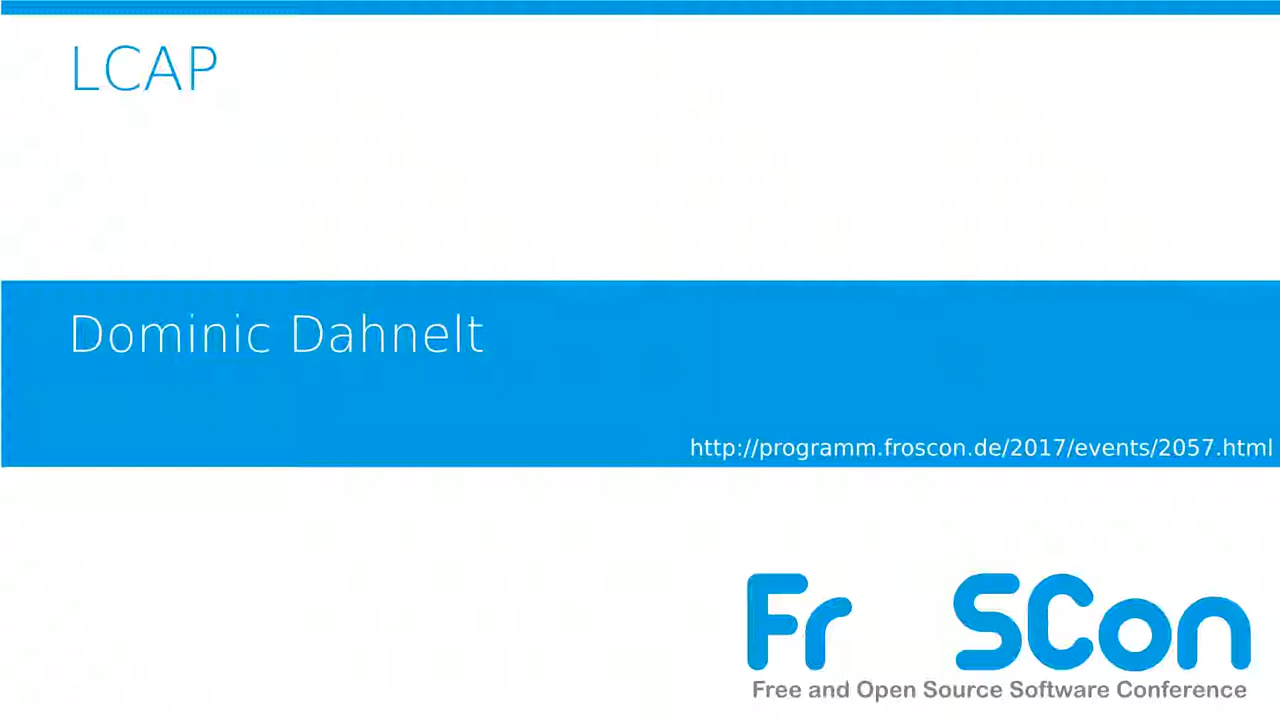 LCAP
Dominic Dahnelt
http://programm.froscon.de/2017/events/2057.html
Fr SCon
Free and Open Source Software Conference